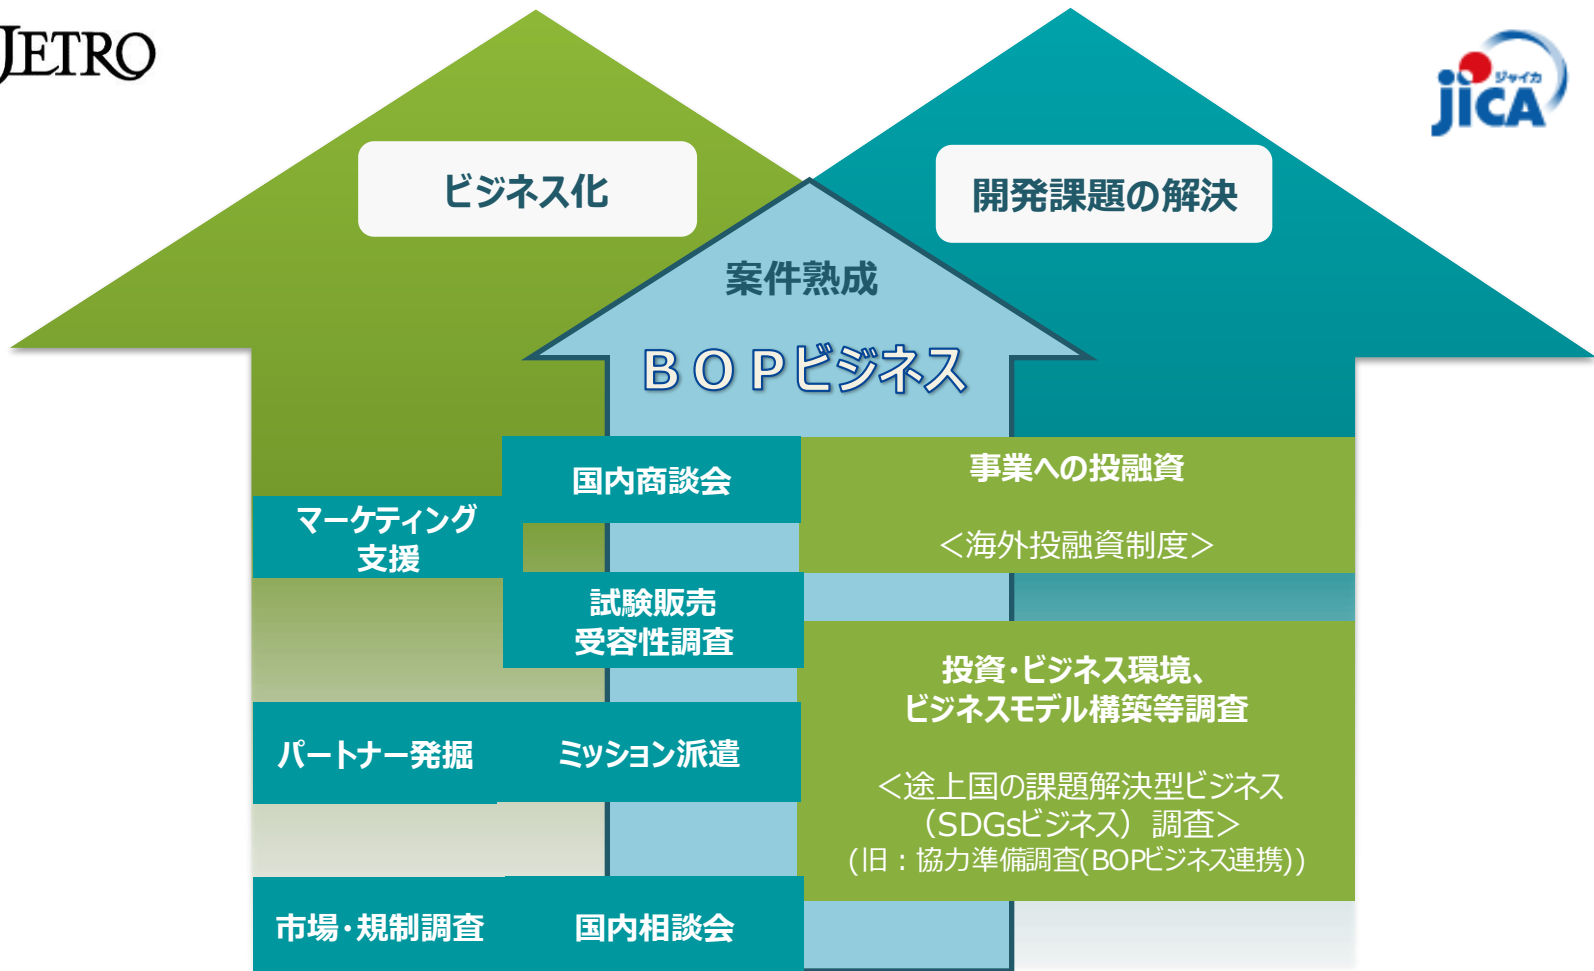 JETRO
ジャイカ
jICA
ビジネス化
開発課題の解決
案件熟成
ＢＯＰビジネス
国内商談会
事業への投融資
＜海外投融資制度＞
マーケティング
支援
試験販売
受容性調査
投資・ビジネス環境、
ビジネスモデル構築等調査
＜途上国の課題解決型ビジネス
（SDGsビジネス）調査＞
(旧：協力準備調査(BOPビジネス連携))
パートナー発掘
ミッション派遣
市場・規制調査
国内相談会